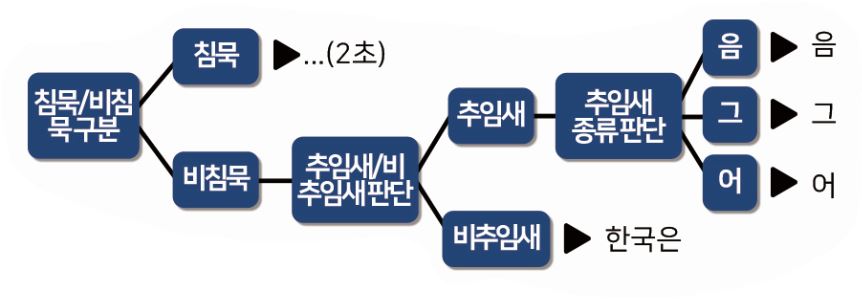 침묵/비침
묵 구분
침묵
...(2초)
비침묵
추임새/비
추임새 판단
추임새
추임새
종류 판단
음
음
그
그
어
어
비추임새
한국은